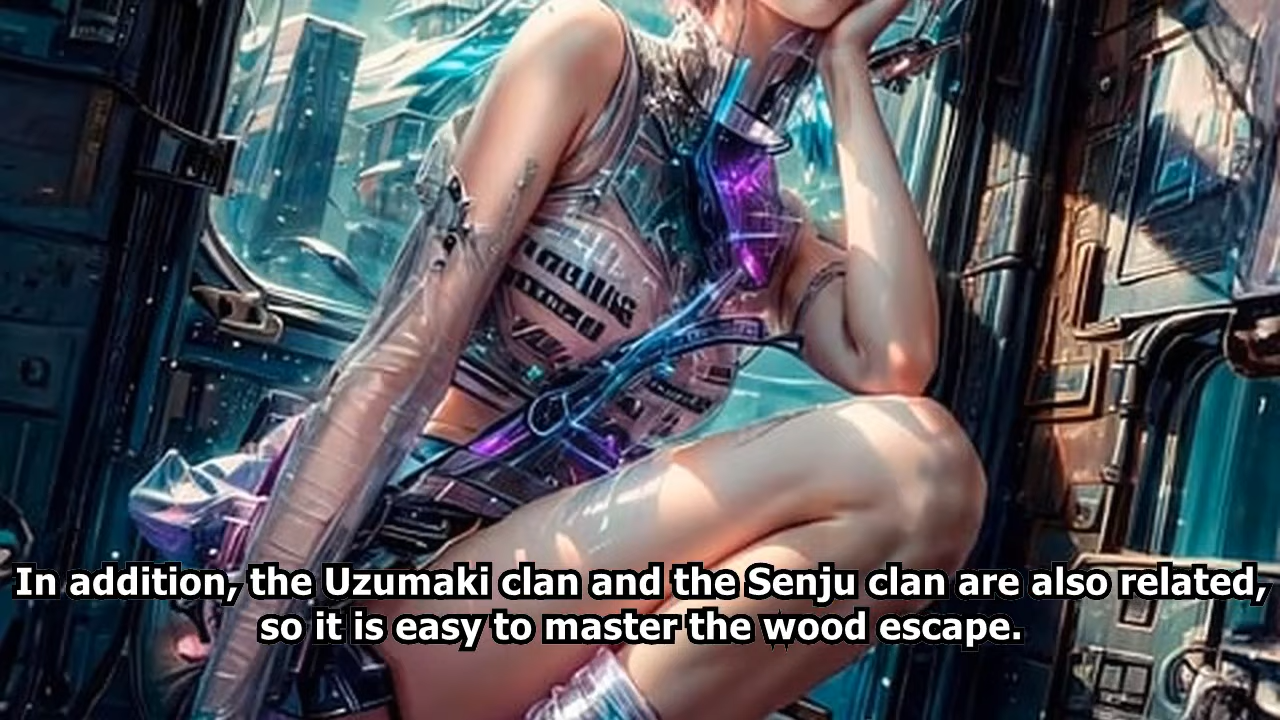 In addition, the Uzumaki clan and the Senju clan are also related,
so it is easy to master the wood escape.